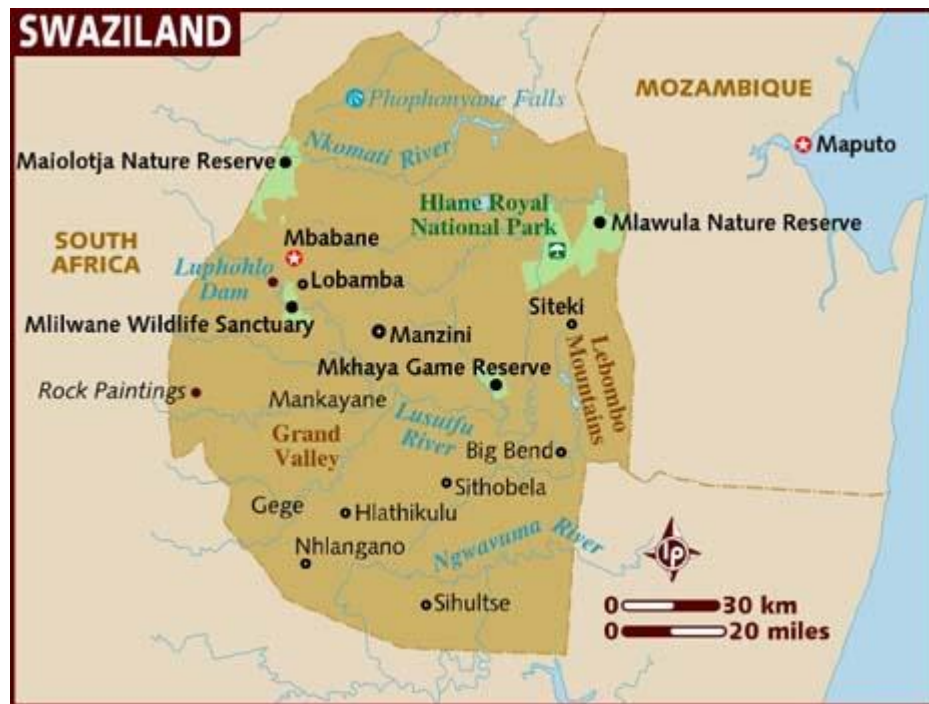 SWAZILAND
MOZAMBIQUE
Phophonyane Falls
Nkomati River
Maputo
Maiolotja Nature Reserve
Hlane Royal
National Park
Mlawula Nature Reserve
SOUTH
AFRICA
Mbabane
Luphohlo
Dam
Lobamba
Mlilwane Wildlife Sanctuary
Siteki
Manzini
Lebombo
Mountains
Mkhaya Game Reserve
Rock Paintings
Mankayane
Lusutfu
River
Grand
Valley
Big Bend
Sithobela
Gege
Hlathikulu
Ngwavuma River
Nhlangano
lp
Sihultse
0 30 km
0 20 miles